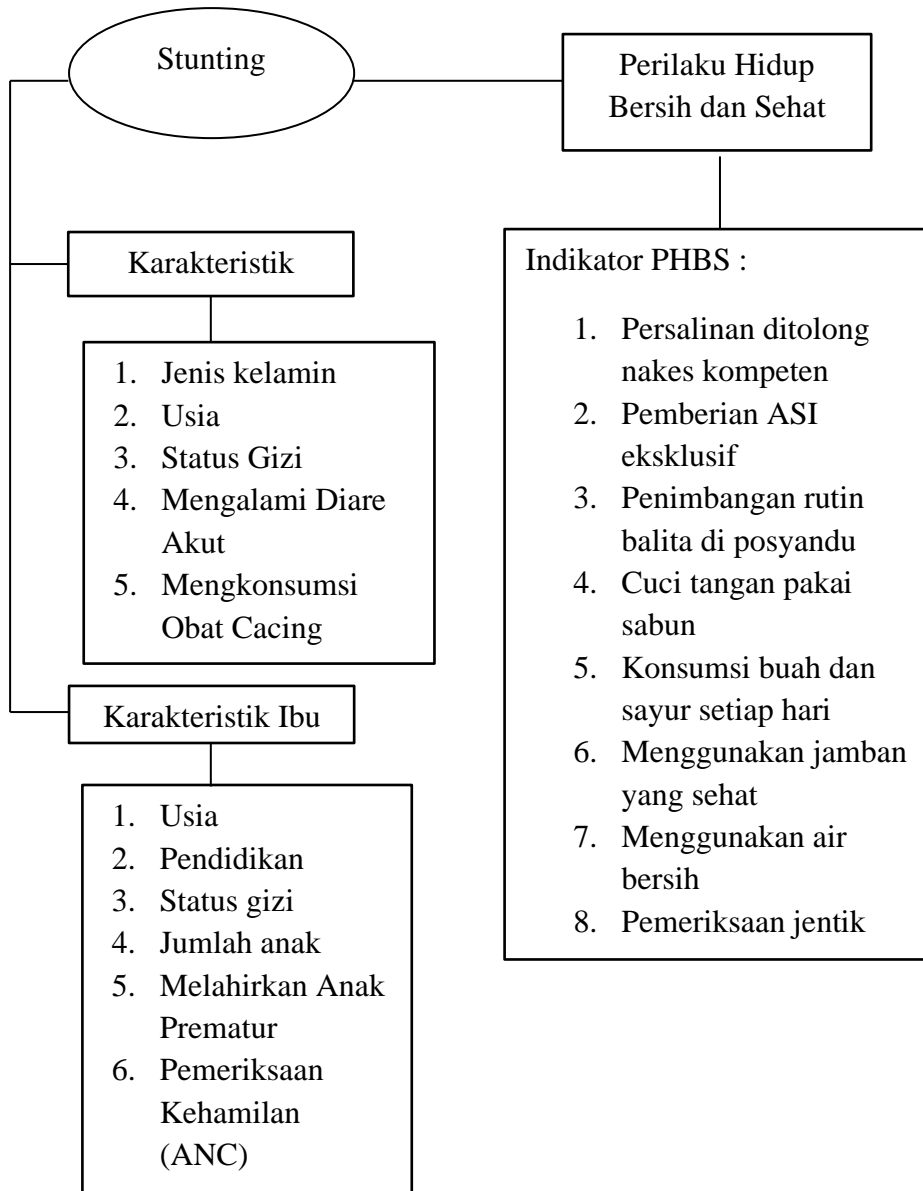 Stunting
Perilaku Hidup
Bersih dan Sehat
Karakteristik
1. Jenis kelamin
2. Usia
3. Status Gizi
4. Mengalami Diare
Akut
5. Mengkonsumsi
Obat Cacing
Karakteristik Ibu
1. Usia
2. Pendidikan
3. Status gizi
4. Jumlah anak
5. Melahirkan Anak
Prematur
6. Pemeriksaan
Kehamilan
(ANC)
Indikator PHBS :
1. Persalinan ditolong
nakes kompeten
2. Pemberian ASI
eksklusif
3. Penimbangan rutin
balita di posyandu
4. Cuci tangan pakai
sabun
5. Konsumsi buah dan
sayur setiap hari
6. Menggunakan jamban
yang sehat
7. Menggunakan air
bersih
8. Pemeriksaan jentik